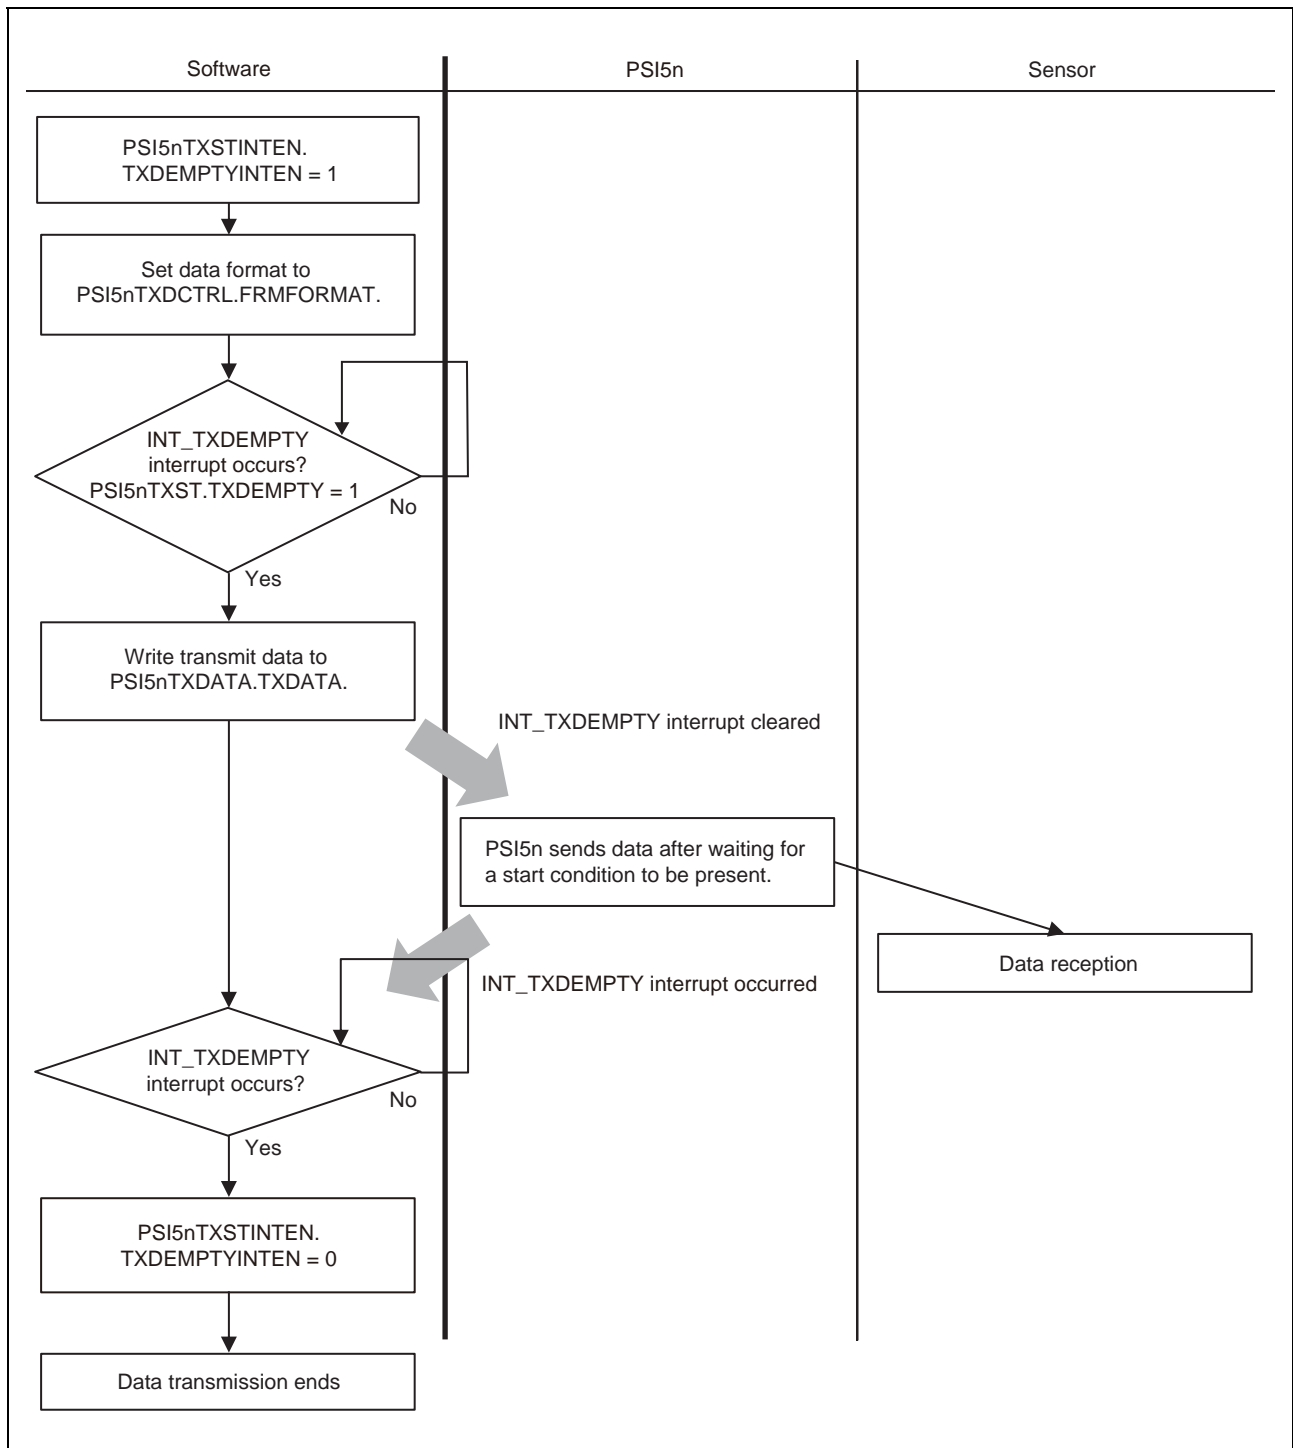 Software
PSI5n
Sensor
PSI5nTXSTINTEN.
TXDEMPTYINTEN = 1
Set data format to
PSI5nTXDCTRL.FRMFORMAT.
INT_TXDEMPTY
interrupt occurs?
PSI5nTXST.TXDEMPTY = 1
No
Yes
Write transmit data to
PSI5nTXDATA.TXDATA.
INT_TXDEMPTY interrupt cleared
PSI5n sends data after waiting for
a start condition to be present.
Data reception
INT_TXDEMPTY interrupt occurred
INT_TXDEMPTY
interrupt occurs?
No
Yes
PSI5nTXSTINTEN.
TXDEMPTYINTEN = 0
Data transmission ends